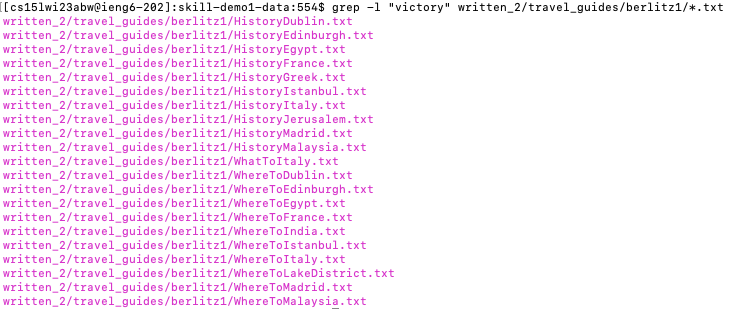 [[cs15lwi23abw@ieng6-202]:skill-demo1-data:554$ grep -l "victory" written_2/travel_guides/berlitz1/*.txt
written_2/travel_guides/berlitz1/HistoryDublin.txt
written_2/travel_guides/berlitz1/HistoryEdinburgh.txt
written_2/travel_guides/berlitz1/HistoryEgypt.txt
written_2/travel_guides/berlitz1/HistoryFrance.txt
written_2/travel_guides/berlitz1/HistoryGreek.txt
written_2/travel_guides/berlitz1/HistoryIstanbul.txt
written_2/travel_guides/berlitz1/HistoryItaly.txt
written_2/travel_guides/berlitz1/HistoryJerusalem.txt
written_2/travel_guides/berlitz1/HistoryMadrid.txt
written_2/travel_guides/berlitz1/HistoryMalaysia.txt
written_2/travel_guides/berlitz1/WhatToItaly.txt
written_2/travel_guides/berlitz1/WhereToDublin.txt
written_2/travel_guides/berlitz1/WhereToEdinburgh.txt
written_2/travel_guides/berlitz1/WhereToEgypt.txt
written_2/travel_guides/berlitz1/WhereToFrance.txt
written_2/travel_guides/berlitz1/WhereToIndia.txt
written_2/travel_guides/berlitz1/WhereToIstanbul.txt
written_2/travel_guides/berlitz1/WhereToItaly.txt
written_2/travel_guides/berlitz1/WhereToLakeDistrict.txt
written_2/travel_guides/berlitz1/WhereToMadrid.txt
written_2/travel_guides/berlitz1/WhereToMalaysia.txt